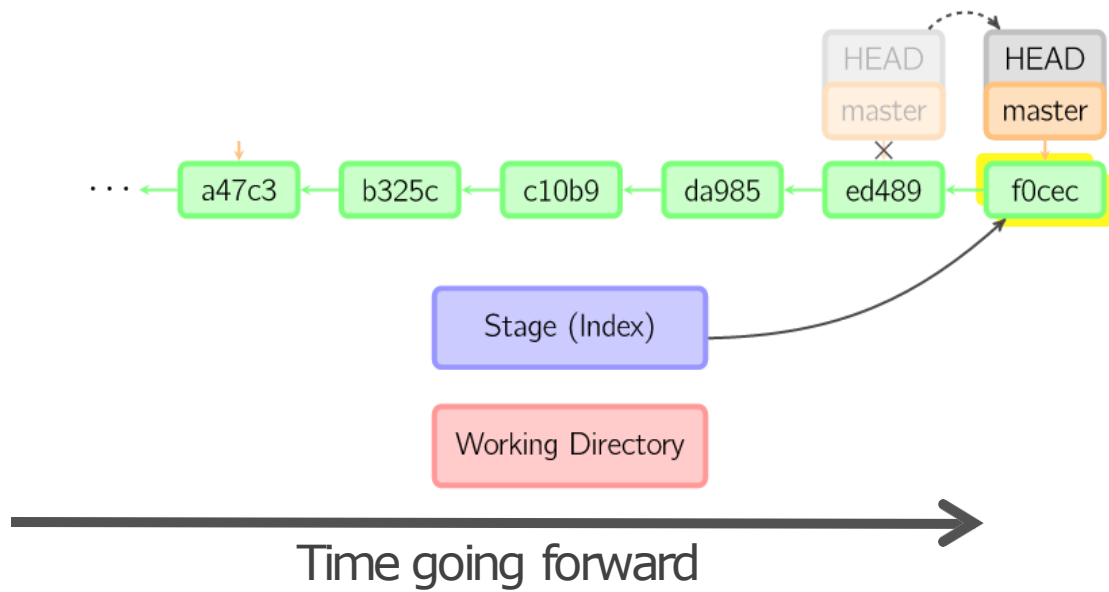 HEAD HEAD
master master
... a47c3 b325c c10b9 da985 ed489 f0cec
Stage (Index)
Working Directory
Time going forward